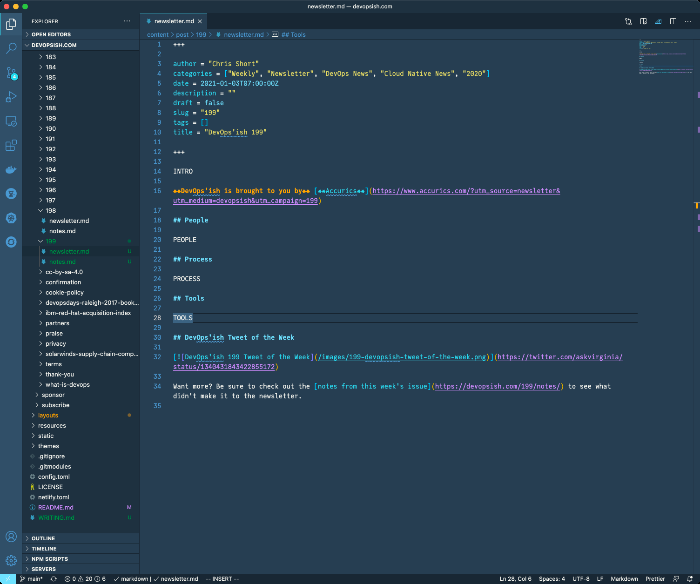 newsletter.md — devopsish
EXPLORER
OPEN EDITORS
DEVOPSISH.COM
183
184
185
186
187
188
189
190
191
192
193
194
195
196
197
198
newsletter.md
notes.md
199
newsletter.md
notes.md
cc-by-sa-4.0
confirmation
cookie-policy
devopsdays-raleigh-2017-book...
ibm-red-hat-acquisition-index
partners
praise
privacy
solarwinds-supply-chain-comp...
terms
thank-you
what-is-devops
sponsor
subscribe
layouts
resources
static
themes
.gitignore
.gitmodules
config.toml
LICENSE
netlify.toml
README.md M
WRITING.md
OUTLINE
TIMELINE
NPM SCRIPTS
SERVERS
newsletter.md ×
content > post > 199 > newsletter.md > ## Tools
1 +++
2
3 author = "Chris Short"
4 categories = ["Weekly", "Newsletter", "DevOps News", "Cloud Native News", "2020"]
5 date = 2021-01-03T07:00:00Z
6 description = ""
7 draft = false
8 slug = "199"
9 tags = []
10 title = "DevOps'ish 199"
11
12 +++
13
14 INTRO
15
16 **DevOps'ish is brought to you by** [**Accurics**](https://www.accurics.com/?utm_source=newsletter&
utm_medium=devopsish&utm_campaign=199)
17
18 ## People
19
20 PEOPLE
21
22 ## Process
23
24 PROCESS
25
26 ## Tools
27
28 TOOLS
29
30 ## DevOps'ish Tweet of the Week
31
32 [![DevOps'ish 199 Tweet of the Week](/images/199-devopsish-tweet-of-the-week.png)](https://twitter.com/askvirginia/
status/1340431843422855172)
33
34 Want more? Be sure to check out the [notes from this week's issue](https://devopsish.com/199/notes/) to see what
didn't make it to the newsletter.
35
main* 0 20 6 markdown | newsletter.md -- INSERT --
Ln 28, Col 6 Spaces: 4 UTF-8 LF Markdown Prettier